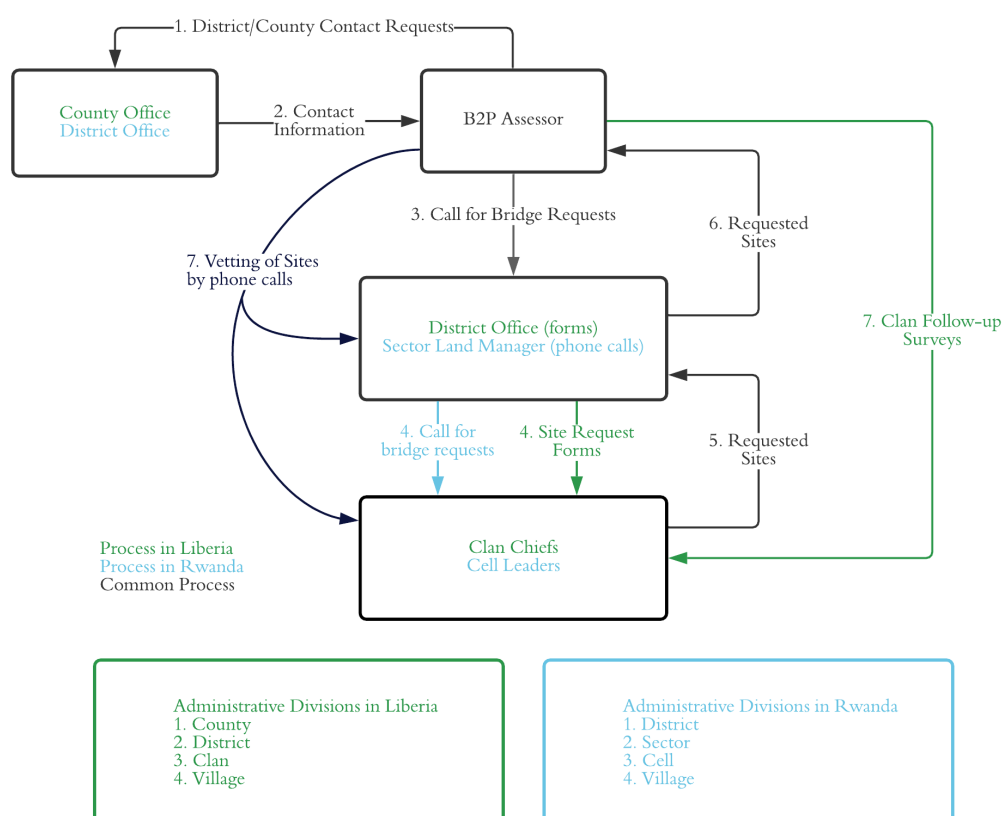 1. District/County Contact Requests
County Office
District Office
2. Contact
Information
B2P Assessor
3. Call for Bridge Requests
6. Requested
Sites
7. Vetting of Sites
by phone calls
District Office (forms)
Sector Land Manager (phone calls)
7. Clan Follow-up
Surveys
4. Call for
bridge requests
4. Site Request
Forms
5. Requested
Sites
Clan Chiefs
Cell Leaders
Process in Liberia
Process in Rwanda
Common Process
Administrative Divisions in Liberia
1. County
2. District
3. Clan
4. Village
Administrative Divisions in Rwanda
1. District
2. Sector
3. Cell
4. Village